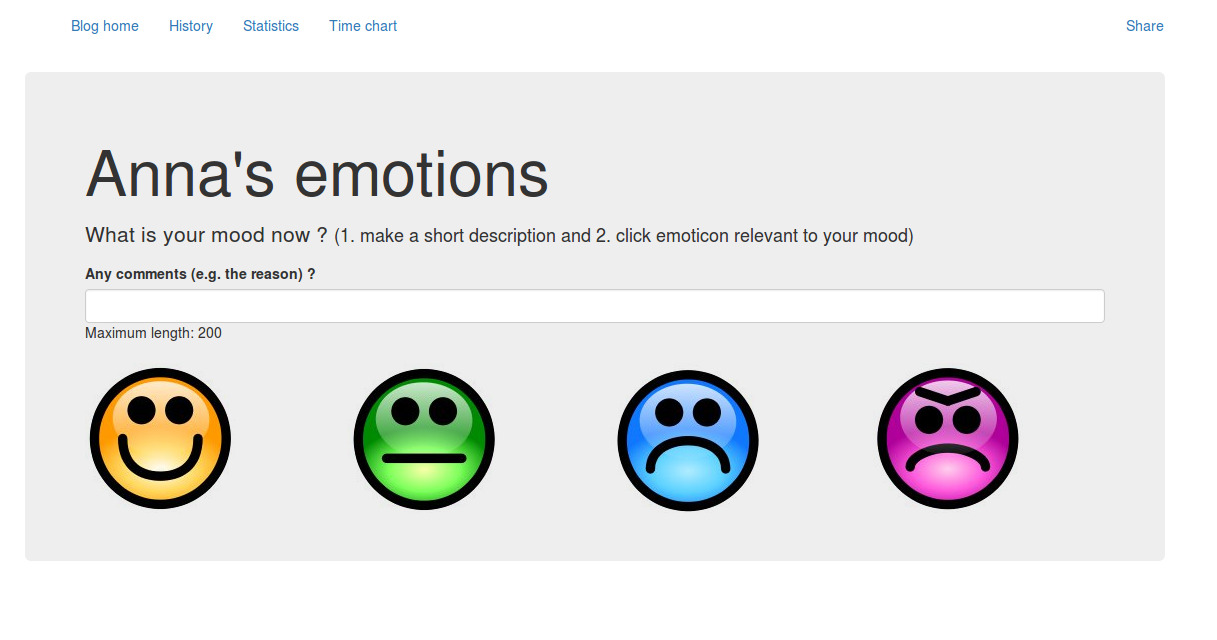 Blog home History Statistics Time chart Share
Anna's emotions
What is your mood now ? (1. make a short description and 2. click emoticon relevant to your mood)
Any comments (e.g. the reason) ?
Maximum length: 200